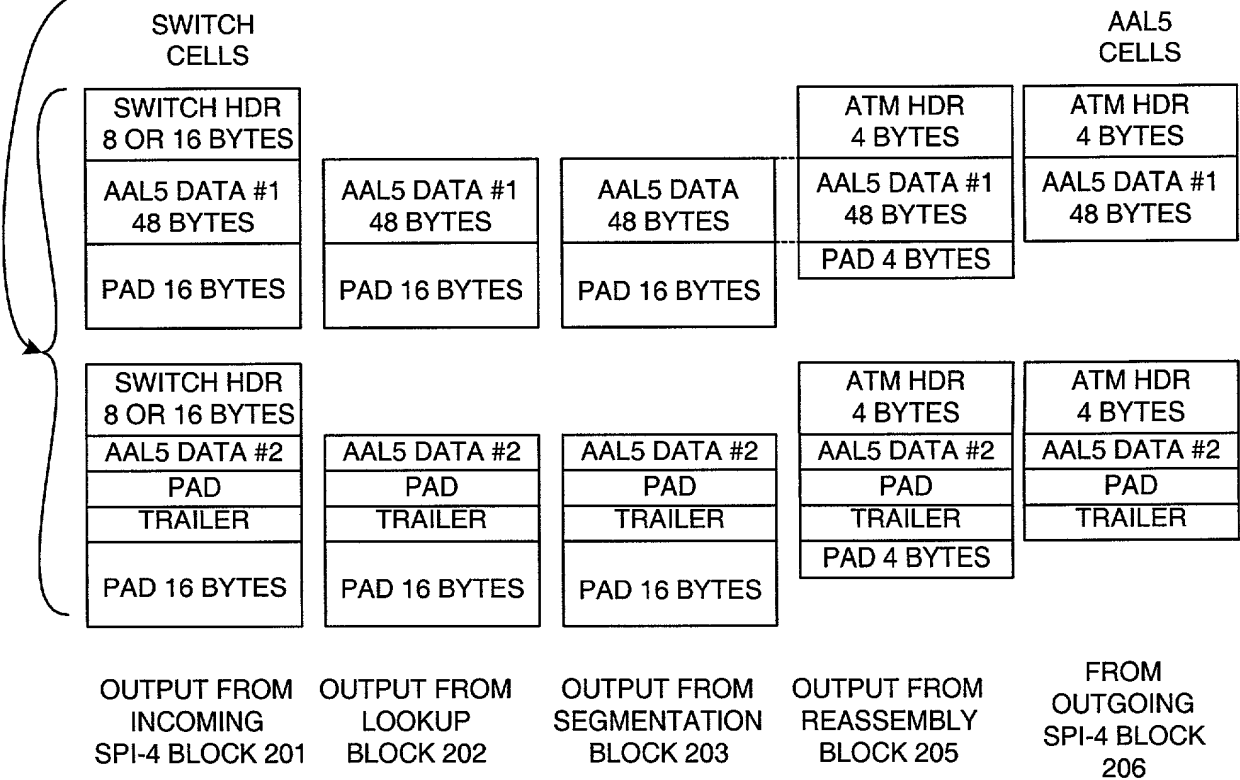 SWITCH
CELLS
AAL5
CELLS
SWITCH HDR
8 OR 16 BYTES
AAL5 DATA #1
48 BYTES
PAD 16 BYTES
AAL5 DATA #1
48 BYTES
PAD 16 BYTES
AAL5 DATA
48 BYTES
PAD 16 BYTES
ATM HDR
4 BYTES
AAL5 DATA #1
48 BYTES
PAD 4 BYTES
ATM HDR
4 BYTES
AAL5 DATA #1
48 BYTES
SWITCH HDR
8 OR 16 BYTES
AAL5 DATA #2
PAD
TRAILER
PAD 16 BYTES
AAL5 DATA #2
PAD
TRAILER
PAD 16 BYTES
AAL5 DATA #2
PAD
TRAILER
PAD 16 BYTES
ATM HDR
4 BYTES
AAL5 DATA #2
PAD
TRAILER
PAD 4 BYTES
ATM HDR
4 BYTES
AAL5 DATA #2
PAD
TRAILER
OUTPUT FROM
INCOMING
SPI-4 BLOCK 201
OUTPUT FROM
LOOKUP
BLOCK 202
OUTPUT FROM
SEGMENTATION
BLOCK 203
OUTPUT FROM
REASSEMBLY
BLOCK 205
FROM
OUTGOING
SPI-4 BLOCK
206